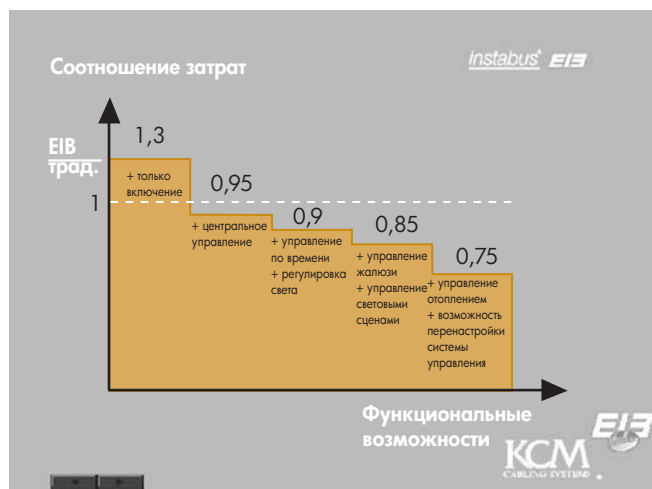 Соотношение затрат
instabus EIB
EIB
трад.
1
1,3
+ только
включение
0,95
+ центральное
управление
0,9
+ управление
по времени
+ регулировка
света
0,85
+ управление
жалюзи
+ управление
световыми
сценами
0,75
+ управление
отоплением
+ возможность
перенастройки
системы
управления
Функциональные
возможности
EIB
KCM
CABLING SYSTEMS